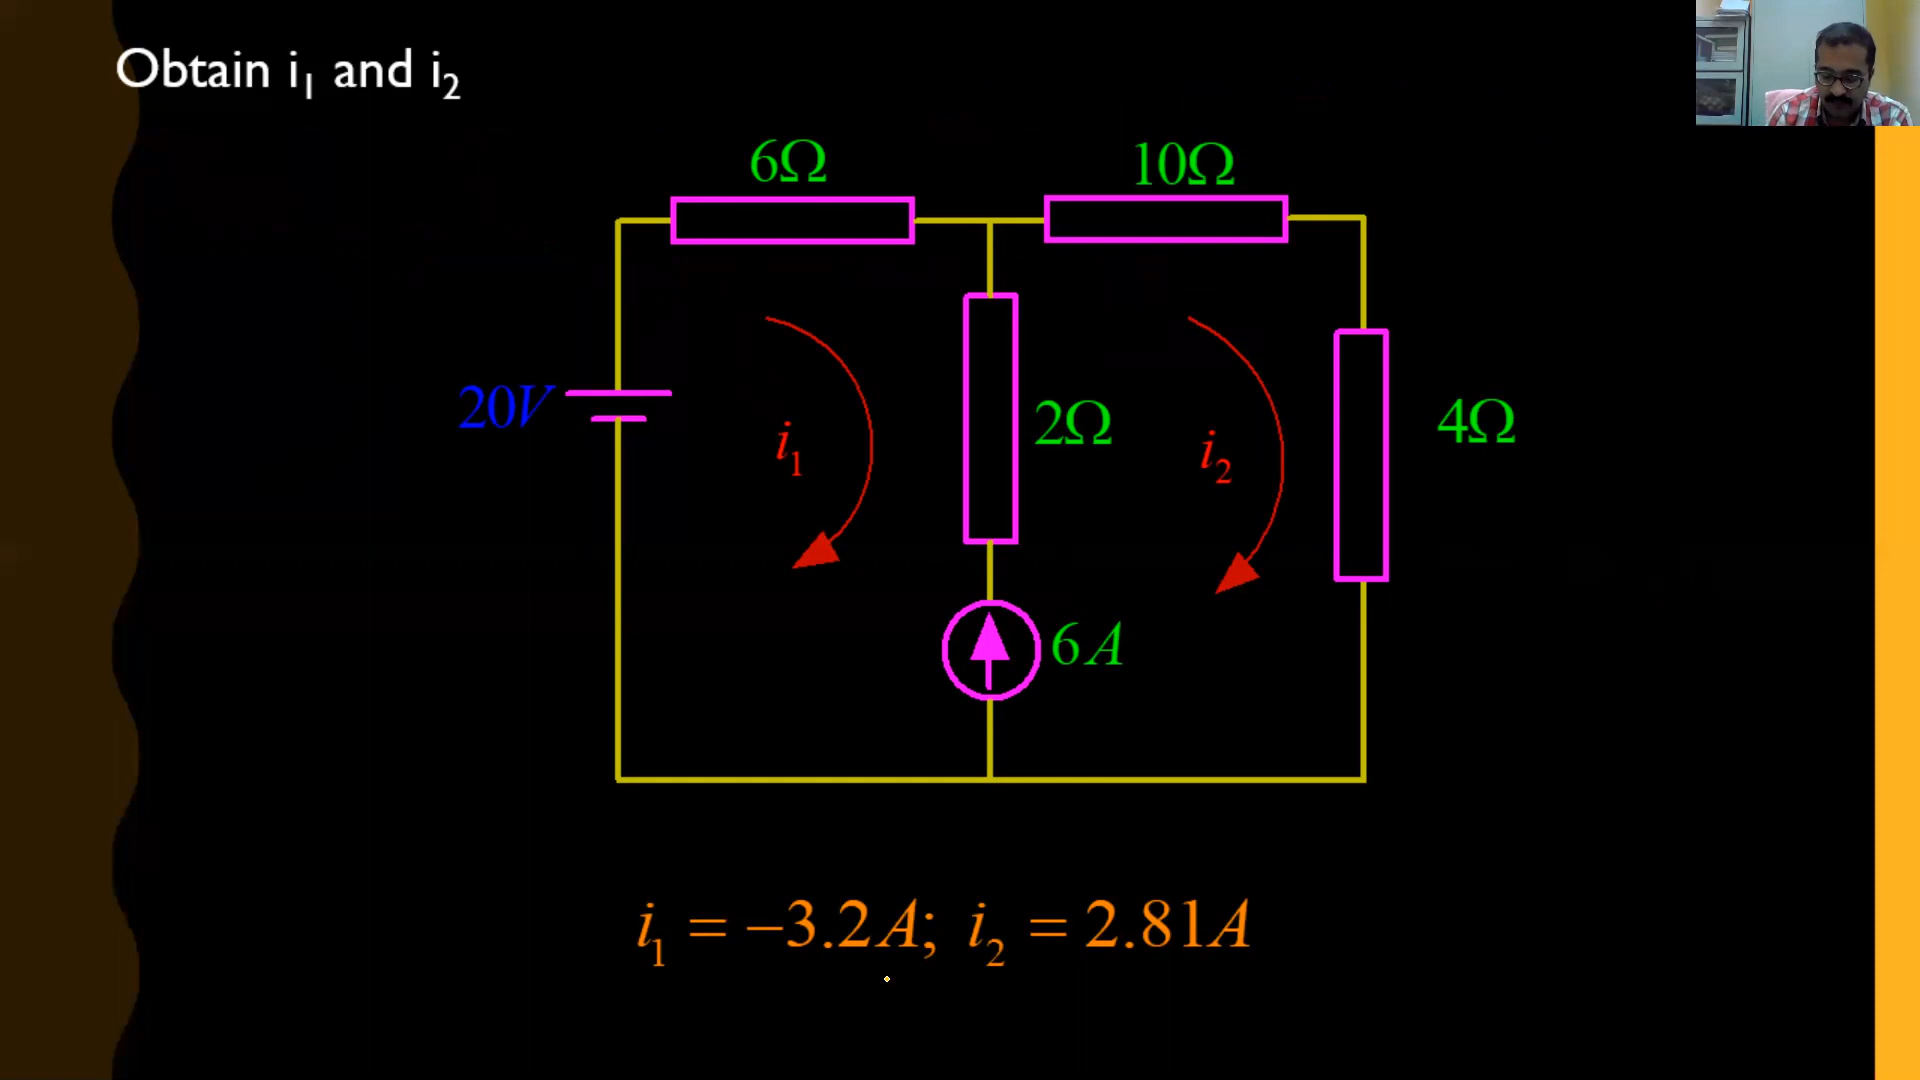 Obtain i₁ and i₂
6Ω
10Ω
20V
i₁
2Ω
i₂
4Ω
6A
i₁ = −3.2A; i₂ = 2.81A